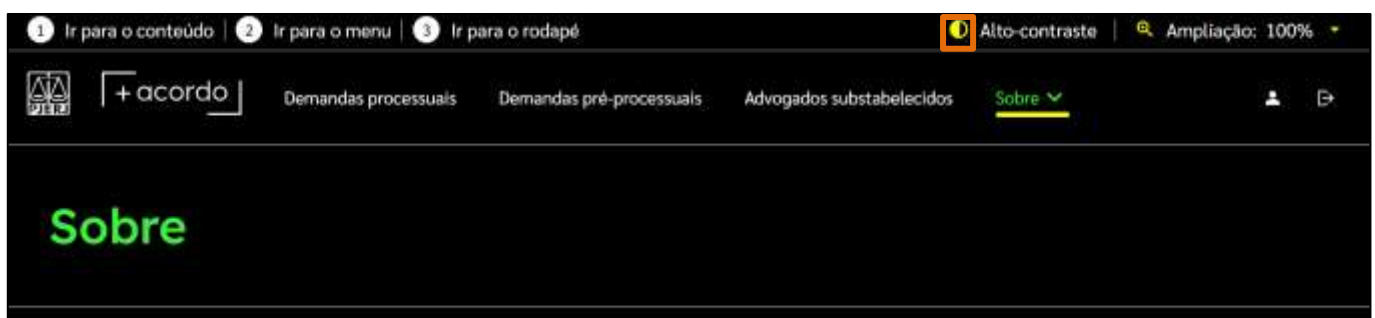 1 Ir para o conteúdo 2 Ir para o menu 3 Ir para o rodapé Alto-contraste Ampliação: 100%
PJERJ +acordo Demandas processuais Demandas pré-processuais Advogados substabelecidos Sobre
Sobre